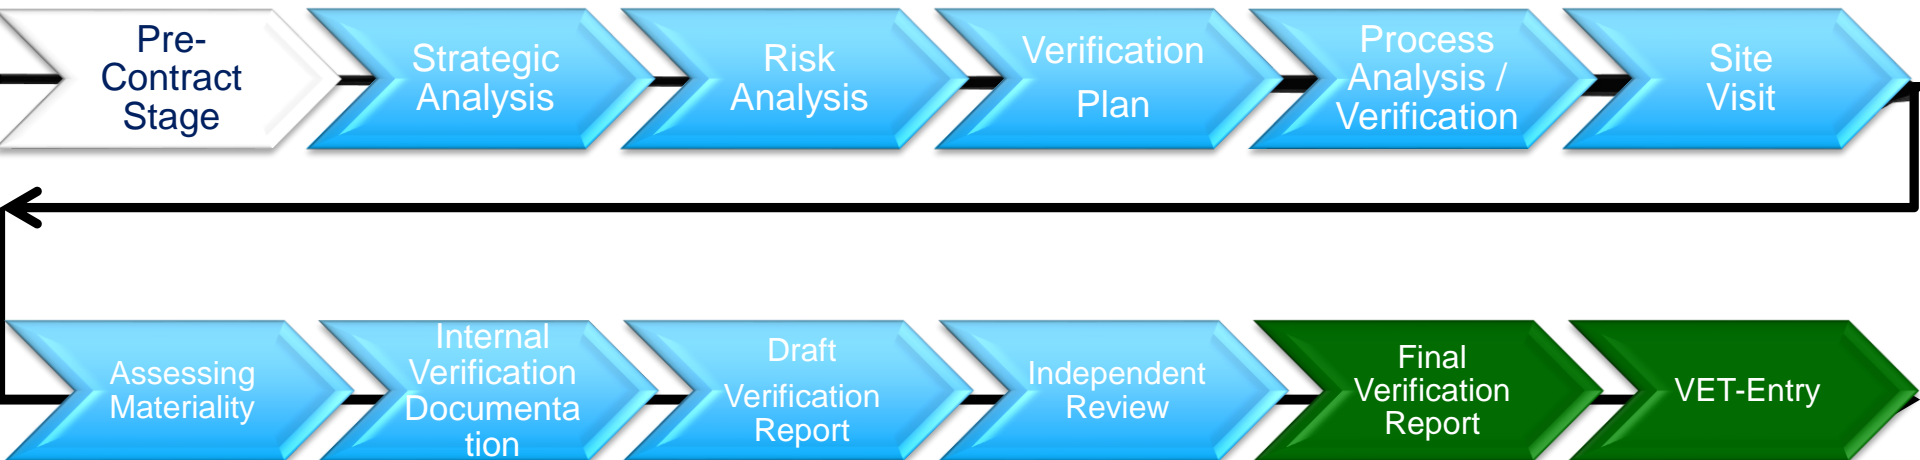 Pre-
Contract
Stage
Strategic
Analysis
Risk
Analysis
Verification
Plan
Process
Analysis /
Verification
Site
Visit
Assessing
Materiality
Internal
Verification
Documenta
tion
Draft
Verification
Report
Independent
Review
Final
Verification
Report
VET-Entry